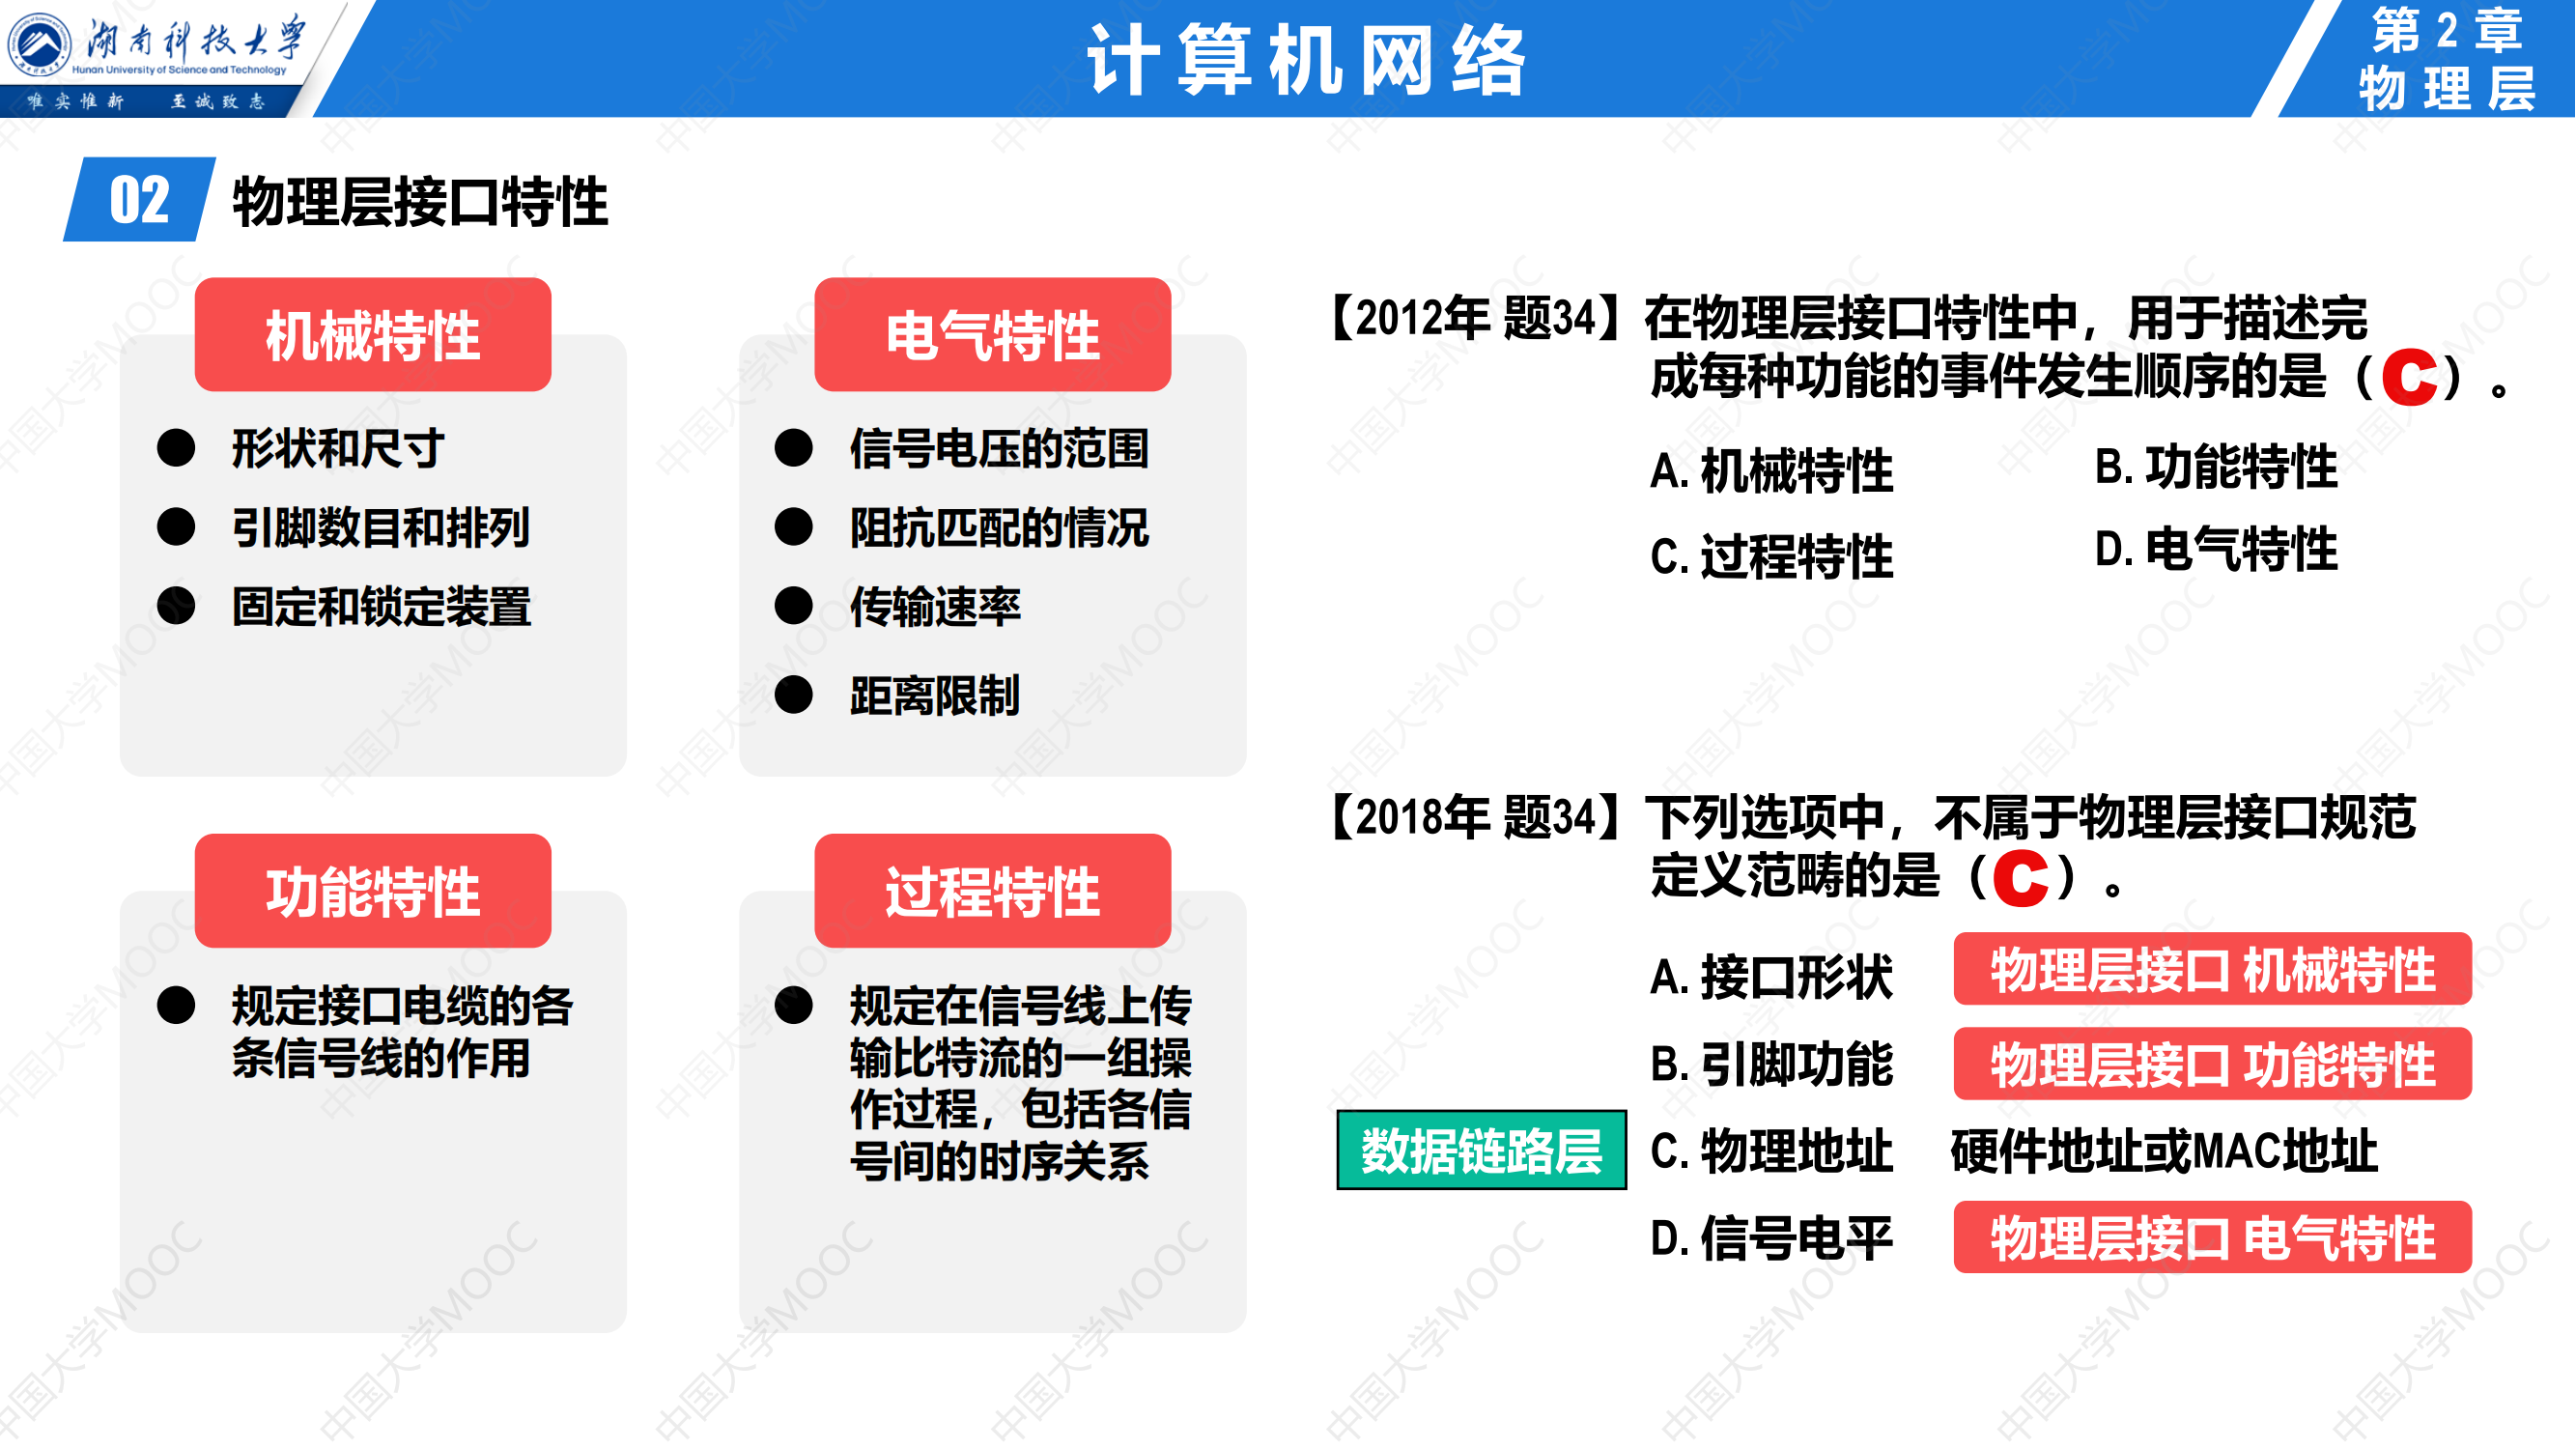 湖南科技大学
Hunan University of Science and Technology
唯实惟新 至诚致志
计算机网络
第2章
物理层
02 物理层接口特性
机械特性
形状和尺寸
引脚数目和排列
固定和锁定装置
电气特性
信号电压的范围
阻抗匹配的情况
传输速率
距离限制
功能特性
规定接口电缆的各
条信号线的作用
过程特性
规定在信号线上传
输比特流的一组操
作过程，包括各信
号间的时序关系
【2012年 题34】在物理层接口特性中，用于描述完
成每种功能的事件发生顺序的是（C）。
A. 机械特性 B. 功能特性
C. 过程特性 D. 电气特性
【2018年 题34】下列选项中，不属于物理层接口规范
定义范畴的是（C）。
A. 接口形状 物理层接口 机械特性
B. 引脚功能 物理层接口 功能特性
数据链路层 C. 物理地址 硬件地址或MAC地址
D. 信号电平 物理层接口 电气特性
中国大学MOOC